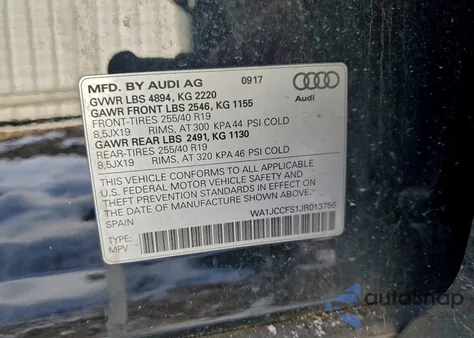 MFD. BY AUDI AG 0917
GVWR LBS 4894, KG 2220
GAWR FRONT LBS 2546, KG 1155
FRONT-TIRES 255/40 R19
8,5JX19 RIMS, AT 300 KPA 44 PSI COLD
GAWR REAR LBS 2491, KG 1130
REAR-TIRES 255/40 R19
8,5JX19 RIMS, AT 320 KPA 46 PSI COLD
Audi
THIS VEHICLE CONFORMS TO ALL APPLICABLE
U.S. FEDERAL MOTOR VEHICLE SAFETY AND
THEFT PREVENTION STANDARDS IN EFFECT ON
THE DATE OF MANUFACTURE SHOWN ABOVE.
SPAIN
WA1JCCFS1JR013756
TYPE:
MPV
autosnap